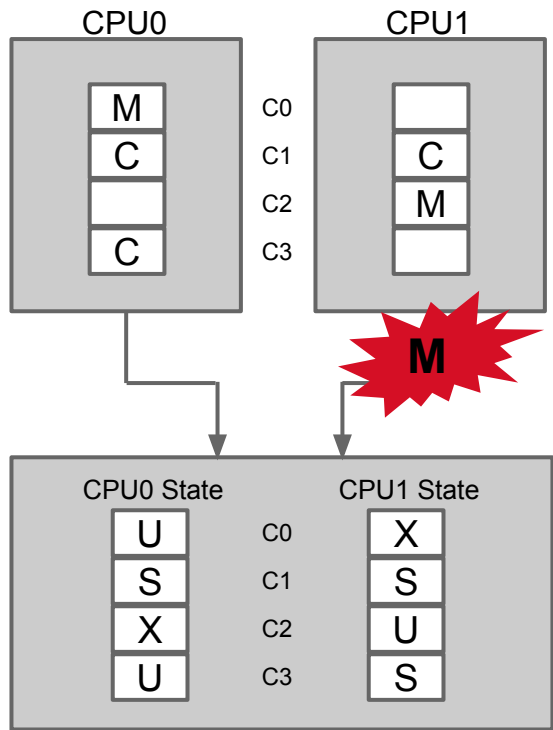 CPU0 CPU1
M C0
C C1 C
C2 M
C C3
M
CPU0 State CPU1 State
U C0 X
S C1 S
X C2 U
U C3 S